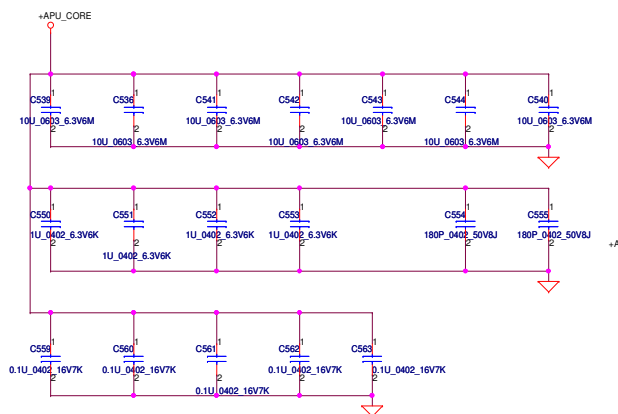 +APU_CORE
1 1 1 1 1 1 1
C539 C536 C541 C542 C543 C544 C540
10U_0603_6.3V6M 10U_0603_6.3V6M 10U_0603_6.3V6M 10U_0603_6.3V6M 10U_0603_6.3V6M
2 2 2 2 2 2 2
10U_0603_6.3V6M 10U_0603_6.3V6M
1 1 1 1 1 1
C550 C551 C552 C553 C554 C555
1U_0402_6.3V6K 1U_0402_6.3V6K 1U_0402_6.3V6K 180P_0402_50V8J 180P_0402_50V8J
2 2 2 2 2 2
+A
1U_0402_6.3V6K
1 1 1 1 1
C559 C560 C561 C562 C563
0.1U_0402_16V7K 0.1U_0402_16V7K 0.1U_0402_16V7K 0.1U_0402_16V7K
2 2 2 2 2
0.1U_0402_16V7K